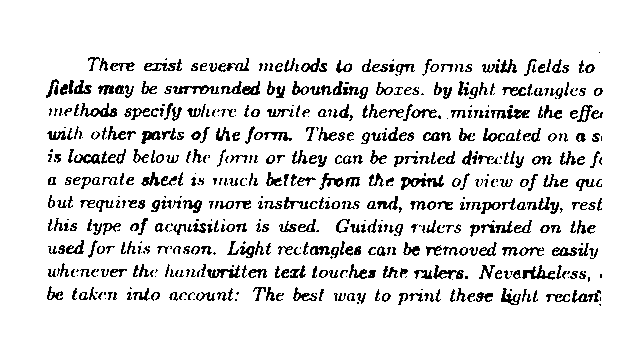 There exist several methods to design forms with fields to
fields may be surrounded by bounding boxes. by light rectangles o
methods specify where to write and, therefore. minimize the effe
with other parts of the form. These guides can be located on a s
is located below the form or they can be printed directly on the f
a separate sheet is much better from the point of view of the qua
but requires giving more instructions and, more importantly, rest
this type of acquisition is used. Guiding rulers printed on the
used for this reason. Light rectangles can be removed more easily
whenever the handwritten text touches the rulers. Nevertheless,
be taken into account: The best way to print these light rectan